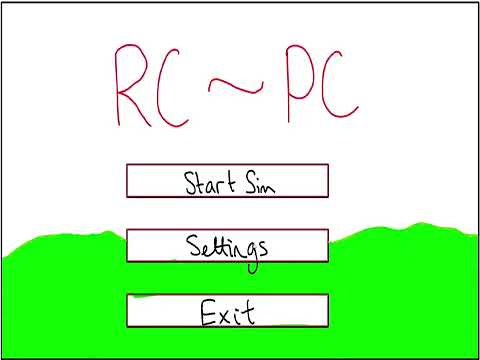 RC ~ PC
Start Sim
Settings
Exit